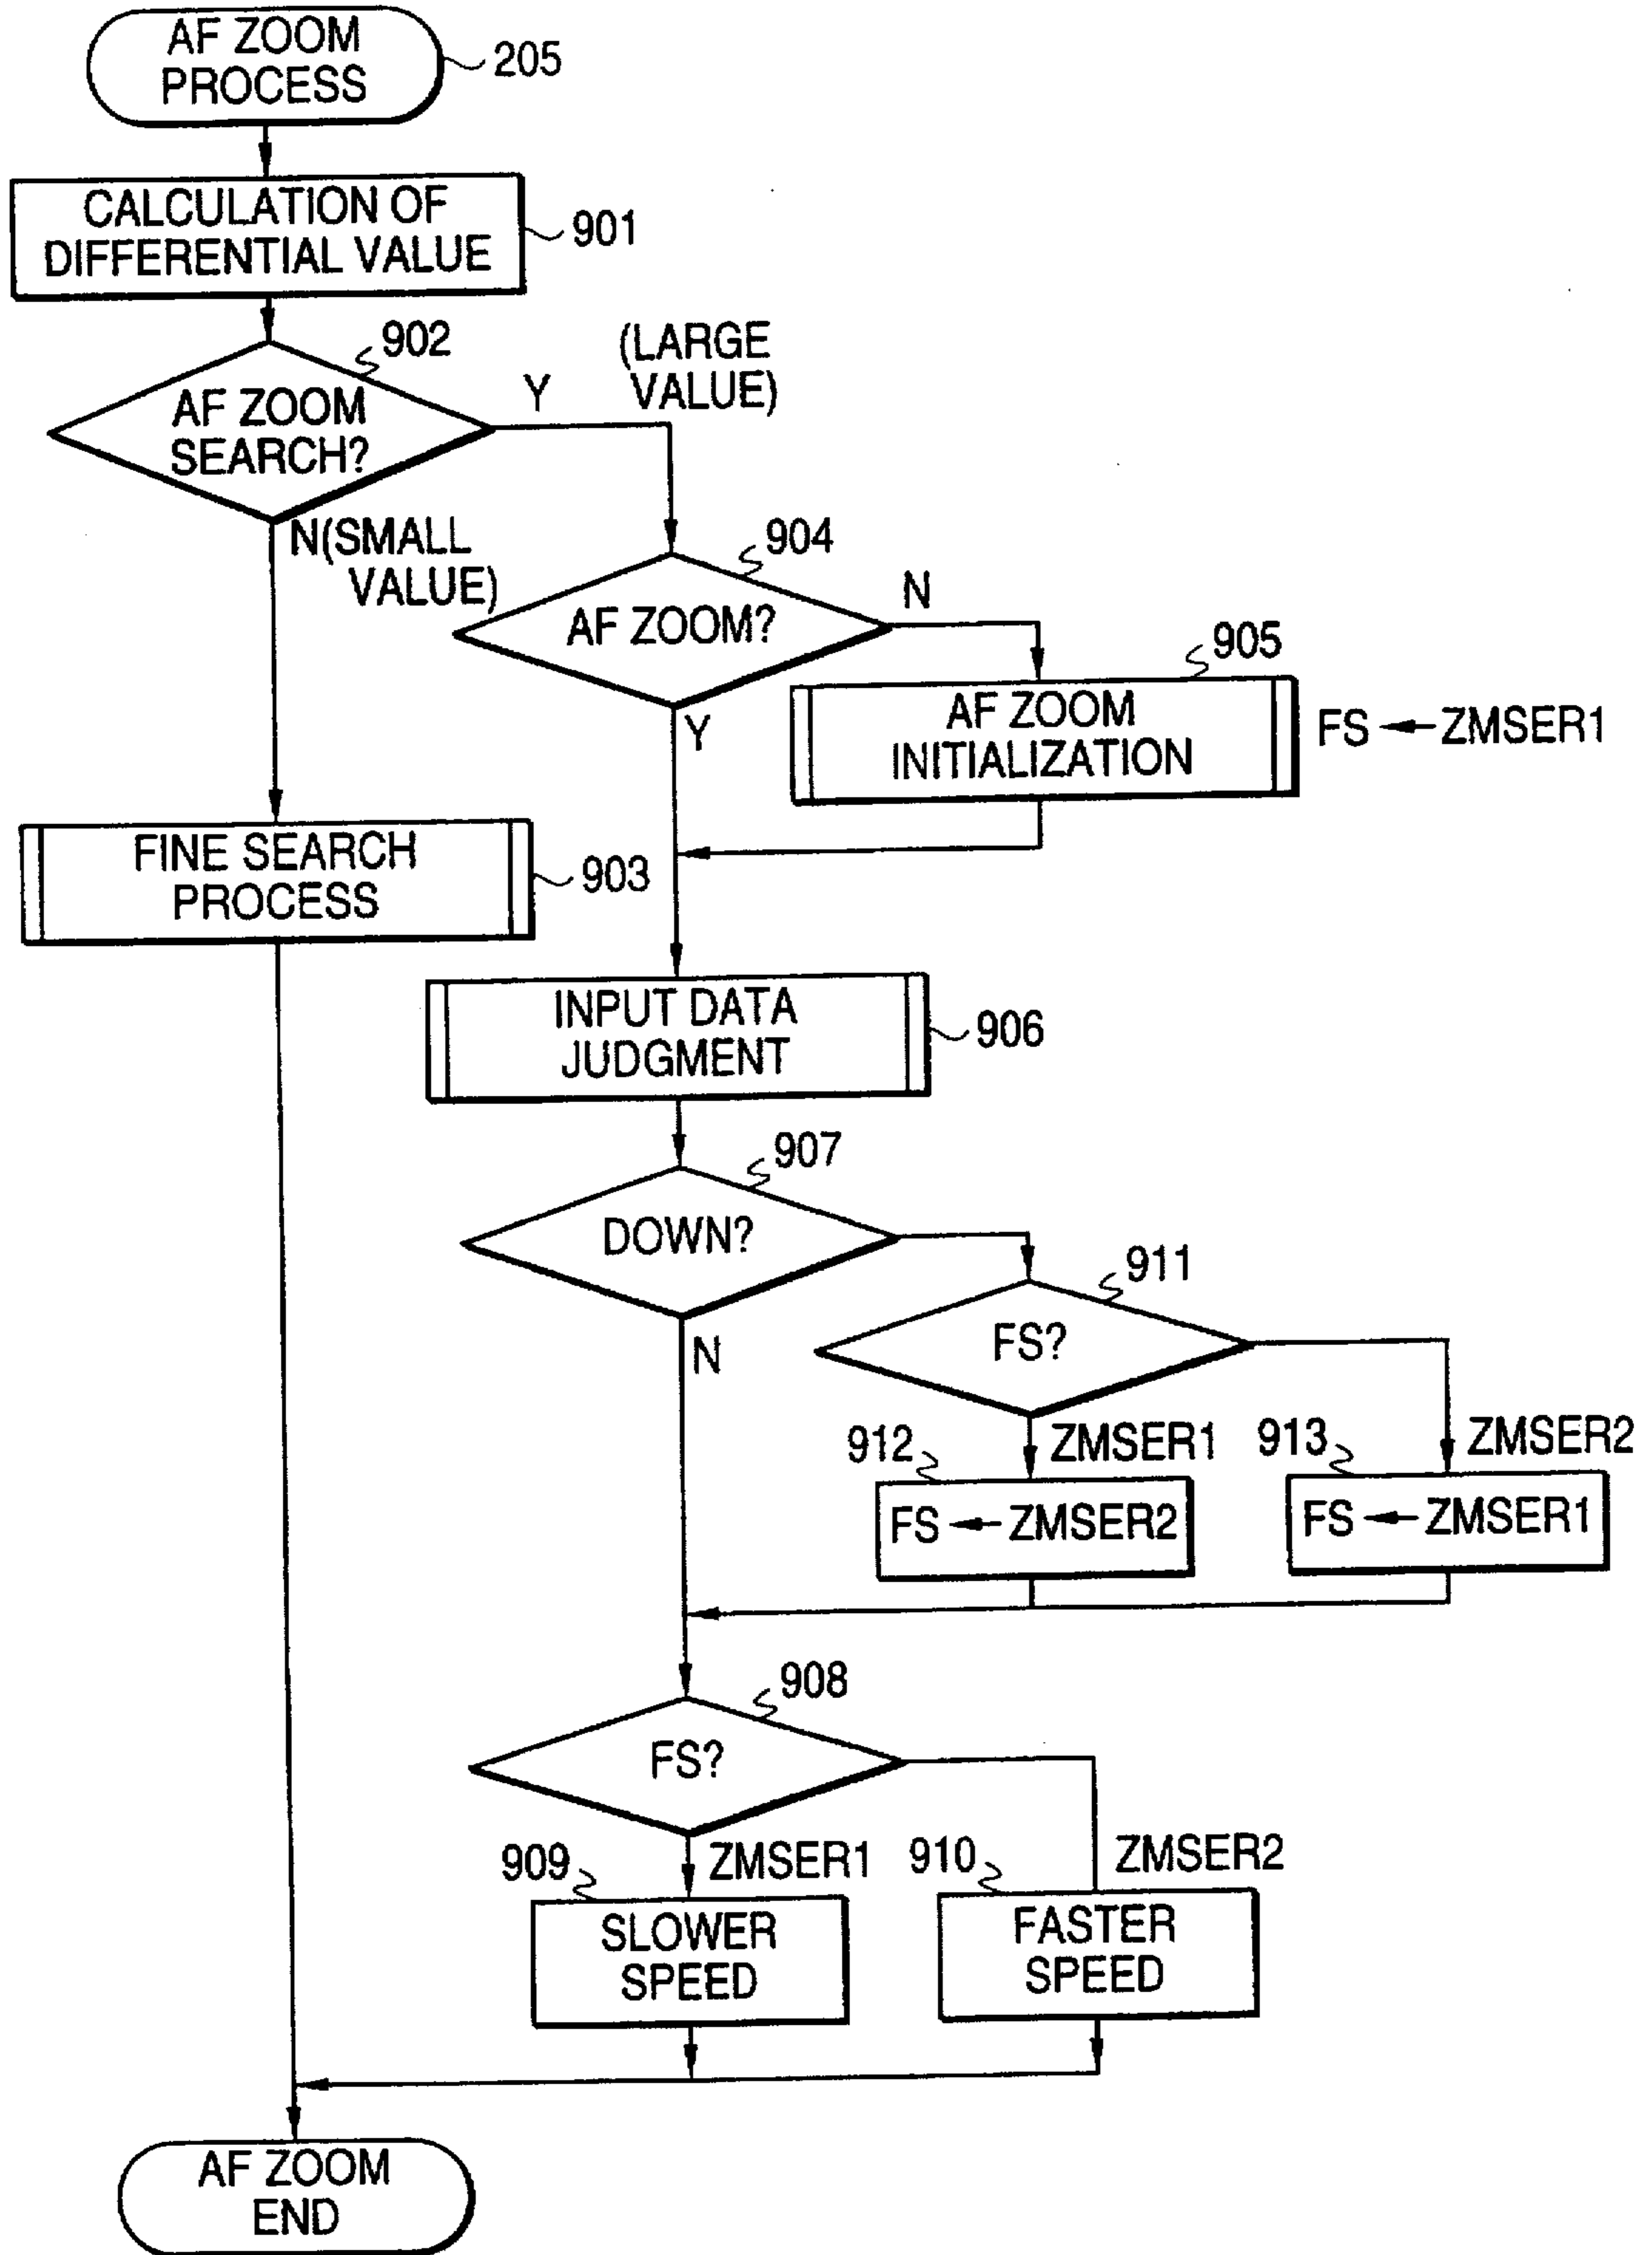 AF ZOOM
PROCESS
205
CALCULATION OF
DIFFERENTIAL VALUE
901
902
AF ZOOM
SEARCH?
Y
(LARGE
VALUE)
N(SMALL
VALUE)
904
AF ZOOM?
N
Y
905
AF ZOOM
INITIALIZATION
FS ← ZMSER1
FINE SEARCH
PROCESS
903
INPUT DATA
JUDGMENT
906
907
DOWN?
N
911
FS?
912
ZMSER1
913
ZMSER2
FS ← ZMSER2
FS ← ZMSER1
908
FS?
909
ZMSER1
910
ZMSER2
SLOWER
SPEED
FASTER
SPEED
AF ZOOM
END